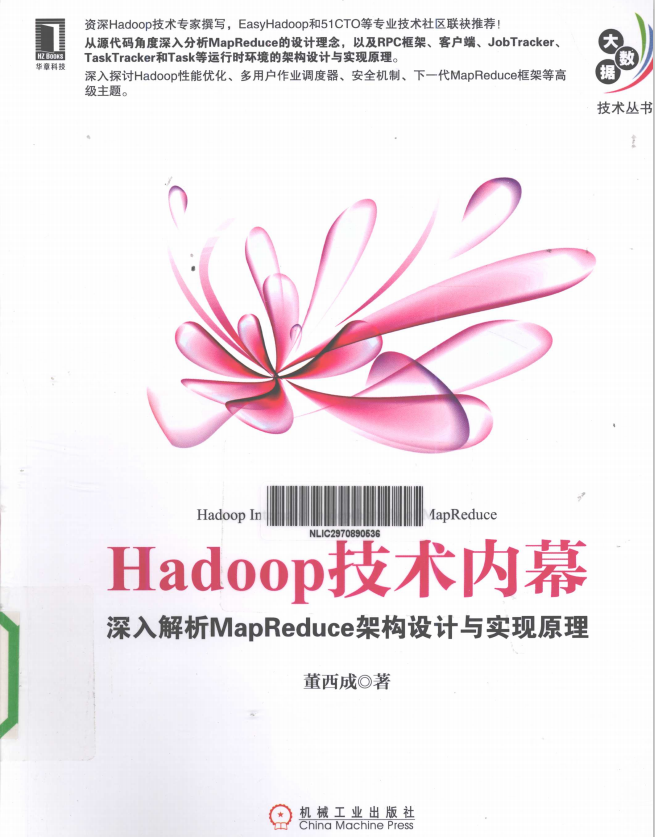 资深Hadoop技术专家撰写，EasyHadoop和51CTO等专业技术社区联袂推荐！
从源代码角度深入分析MapReduce的设计理念，以及RPC框架、客户端、JobTracker、
TaskTracker和Task等运行时环境的架构设计与实现原理。
深入探讨Hadoop性能优化、多用户作业调度器、安全机制、下一代MapReduce框架等高
级主题。
HZ Books
华章科技
大数据
技术丛书
Hadoop In MapReduce
NLIC2970890536
Hadoop技术内幕
深入解析MapReduce架构设计与实现原理
董西成◎著
机械工业出版社
China Machine Press